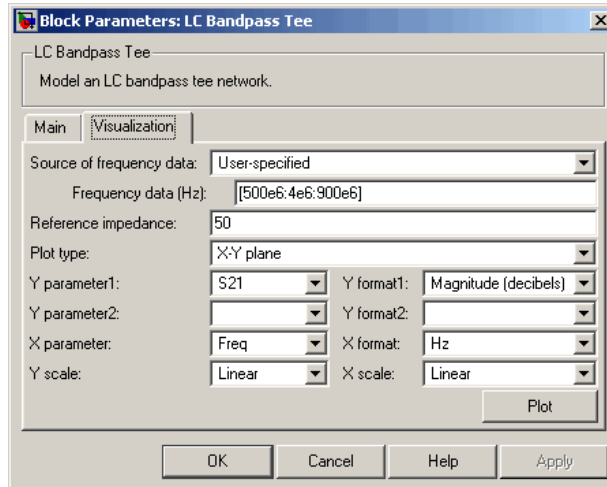 Block Parameters: LC Bandpass Tee
LC Bandpass Tee
Model an LC bandpass tee network.
Main Visualization
Source of frequency data: User-specified
Frequency data (Hz): [500e6:4e6:900e6]
Reference impedance: 50
Plot type: X-Y plane
Y parameter1: S21 Y format1: Magnitude (decibels)
Y parameter2: Y format2:
X parameter: Freq X format: Hz
Y scale: Linear X scale: Linear
Plot
OK Cancel Help Apply